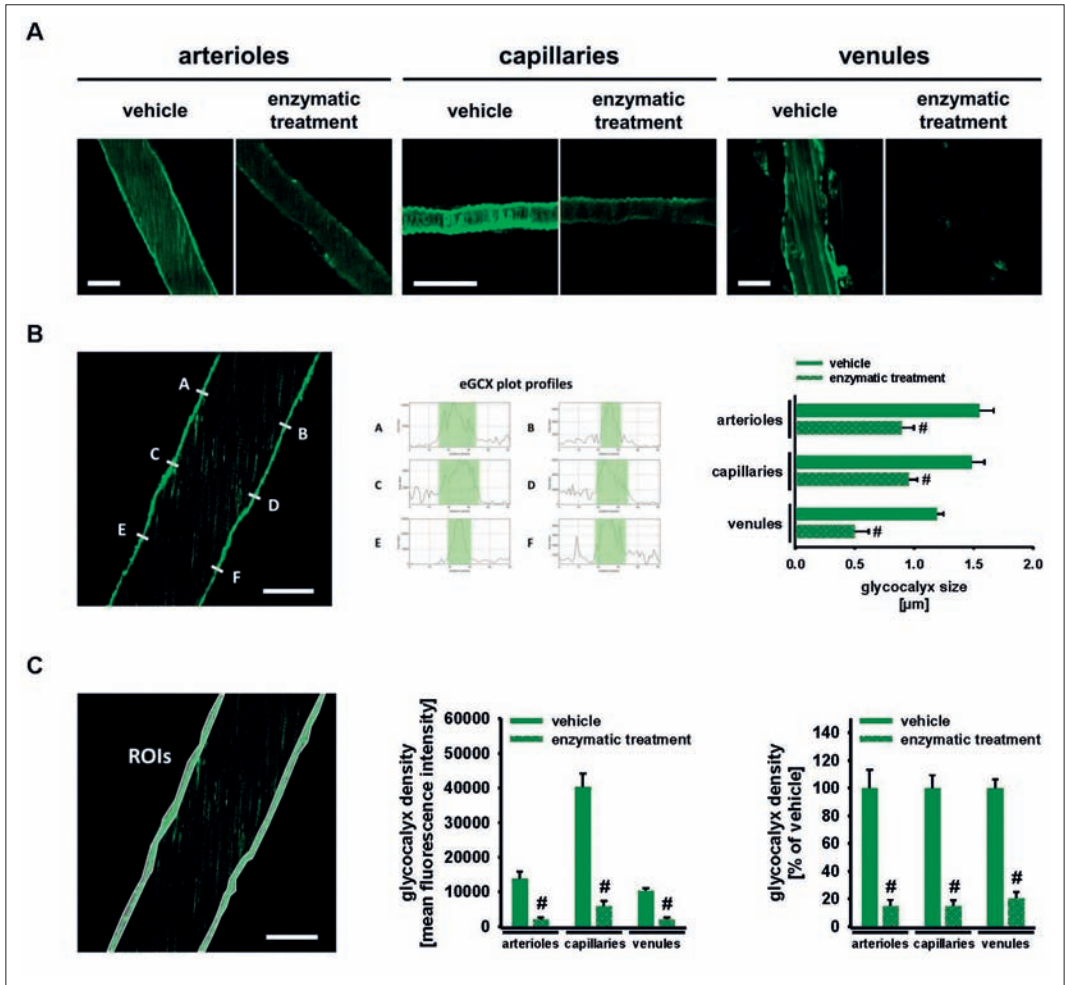 A
arterioles
capillaries
venules
vehicle
enzymatic
treatment
vehicle
enzymatic
treatment
vehicle
enzymatic
treatment
B
A
B
C
D
E
F
eGCX plot profiles
A
B
C
D
E
F
vehicle
enzymatic treatment
arterioles
#
capillaries
#
venules
#
0.0 0.5 1.0 1.5 2.0
glycocalyx size
[µm]
C
ROIs
glycocalyx density
[mean fluorescence intensity]
60000
50000
40000
30000
20000
10000
0
vehicle
enzymatic treatment
# # #
arterioles capillaries venules
glycocalyx density
[% of vehicle]
140
120
100
80
60
40
20
0
vehicle
enzymatic treatment
# # #
arterioles capillaries venules